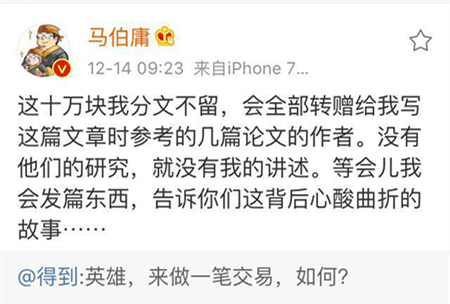 马伯庸
12-14 09:23 来自iPhone 7...
这十万块我分文不留，会全部转赠给我写
这篇文章时参考的几篇论文的作者。没有
他们的研究，就没有我的讲述。等会儿我
会发篇东西，告诉你们这背后心酸曲折的
故事······
@得到:英雄，来做一笔交易，如何？